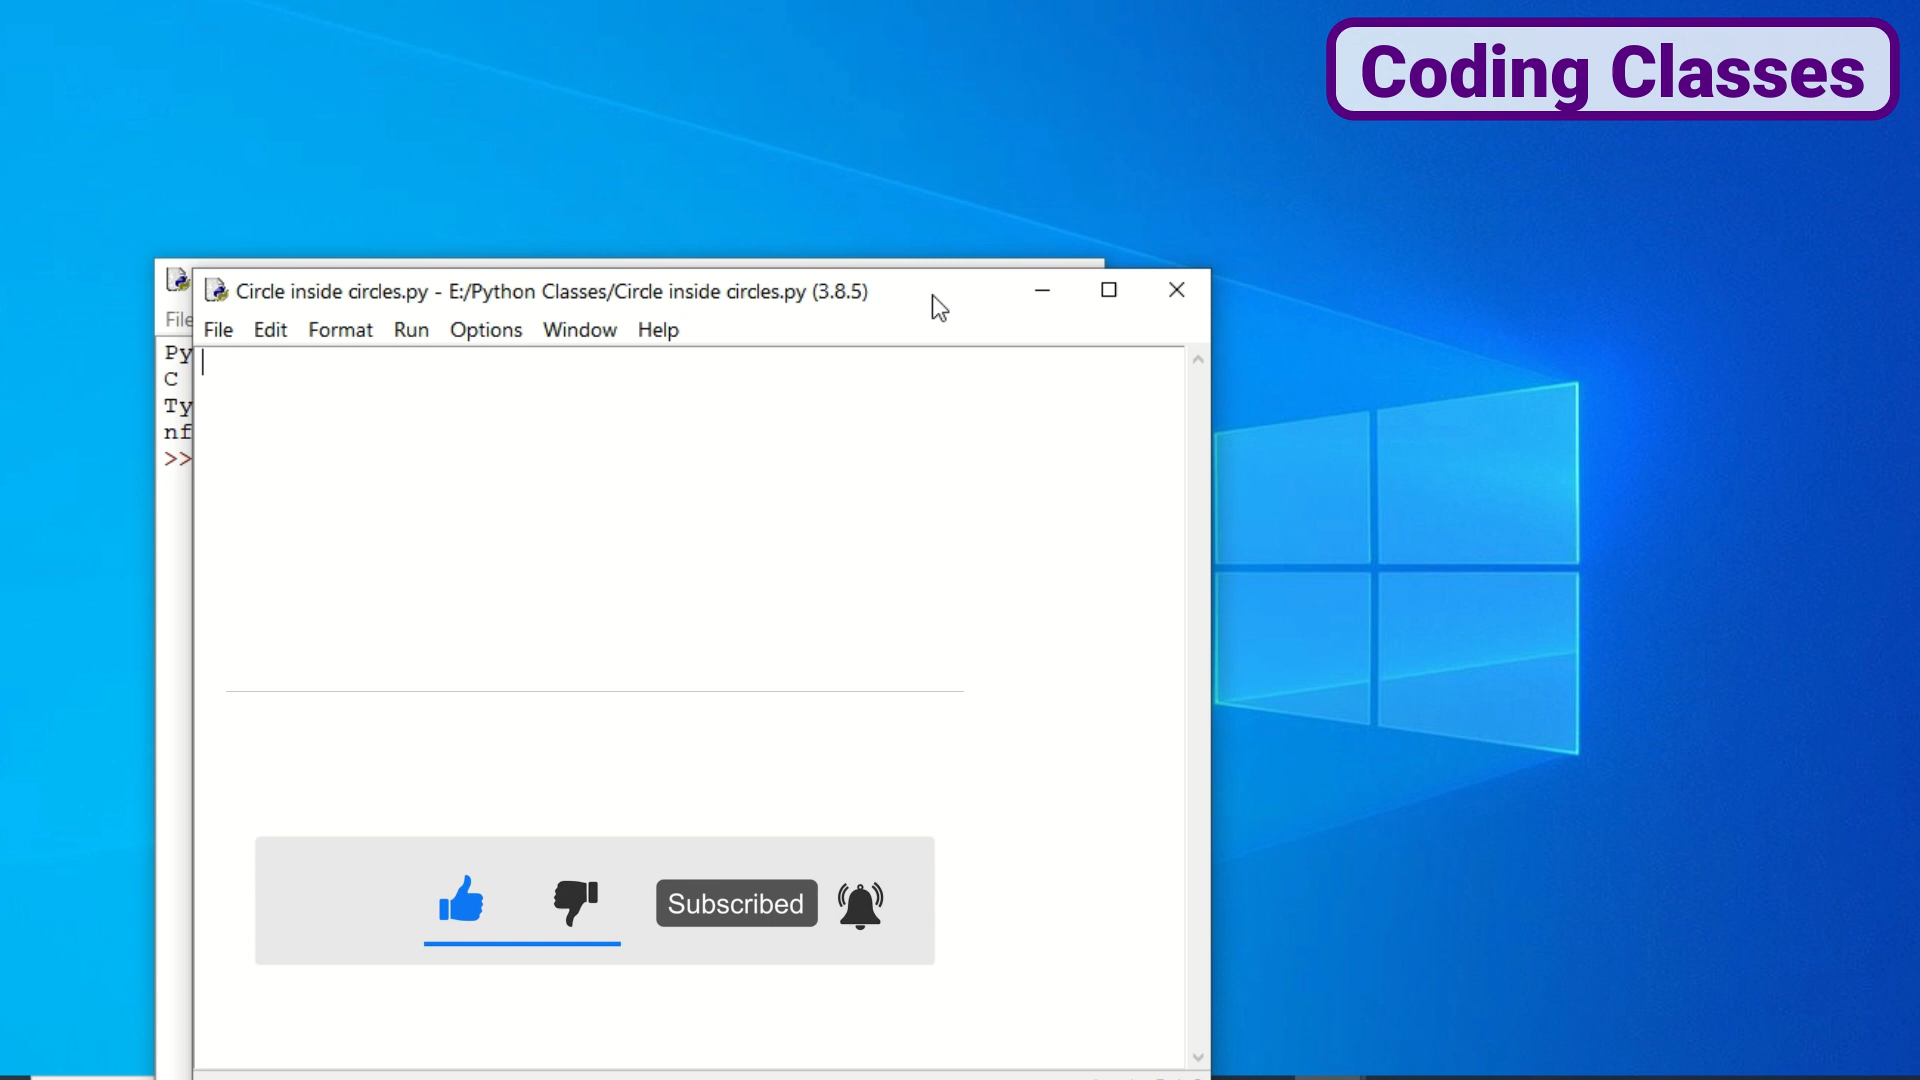 Coding Classes
Circle inside circles.py - E:/Python Classes/Circle inside circles.py (3.8.5)
File
File Edit Format Run Options Window Help
Py
C
Ty
nf
>>
Subscribed